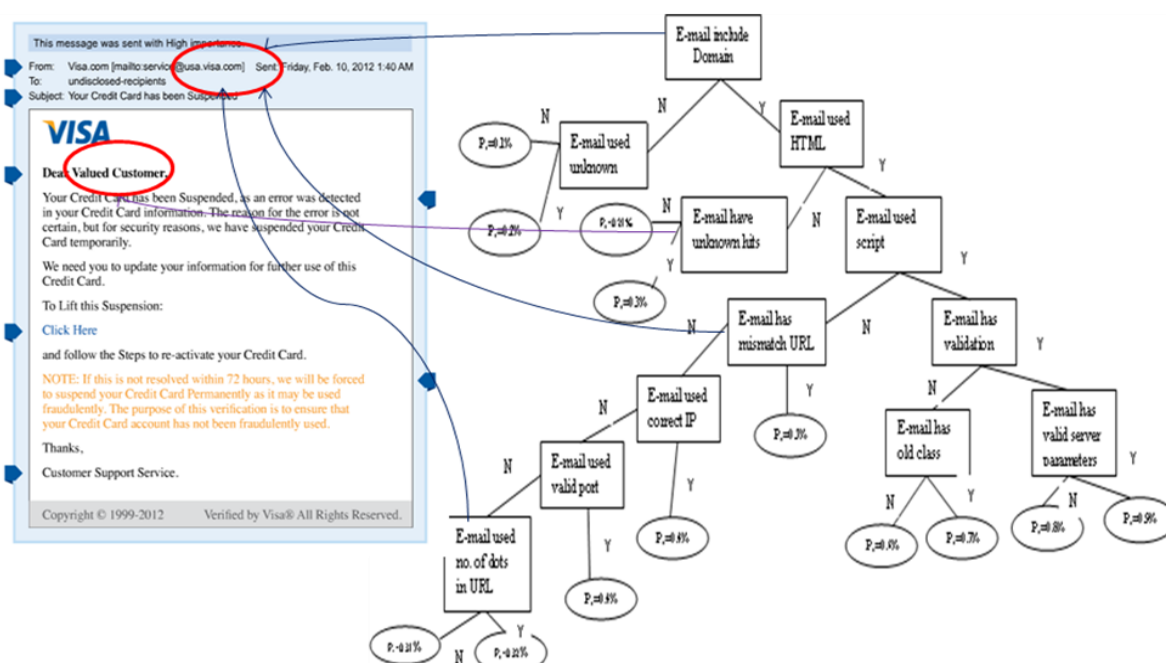 This message was sent with High importance.
From: Visa.com [mailto:service@usa.visa.com] Sent: Friday, Feb. 10, 2012 1:40 AM
To: undisclosed-recipients
Subject: Your Credit Card has been Suspended
VISA
Dear Valued Customer,
Your Credit Card has been Suspended, as an error was detected
in your Credit Card information. The reason for the error is not
certain, but for security reasons, we have suspended your Credit
Card temporarily.
We need you to update your information for further use of this
Credit Card.
To Lift this Suspension:
Click Here
and follow the Steps to re-activate your Credit Card.
NOTE: If this is not resolved within 72 hours, we will be forced
to suspend your Credit Card Permanently as it may be used
fraudulently. The purpose of this verification is to ensure that
your Credit Card account has not been fraudulently used.
Thanks,
Customer Support Service.
Copyright © 1999-2012 Verified by Visa® All Rights Reserved.
E-mail include
Domain
N
Y
E-mail used
unknown
E-mail used
HTML
N
Y
N
Y
E-mail have
unknown hits
E-mail used
script
N
Y
N
Y
E-mail has
mismatch URL
E-mail has
validation
N
Y
P,=0.3%
N
Y
E-mail used
correct IP
E-mail has
old class
E-mail has
valid server
parameters
N
Y
N
Y
N
Y
P,=0.7%
P,=0.8%
P,=0.9%
E-mail used
valid port
N
Y
E-mail used
no. of dots
in URL
N
Y